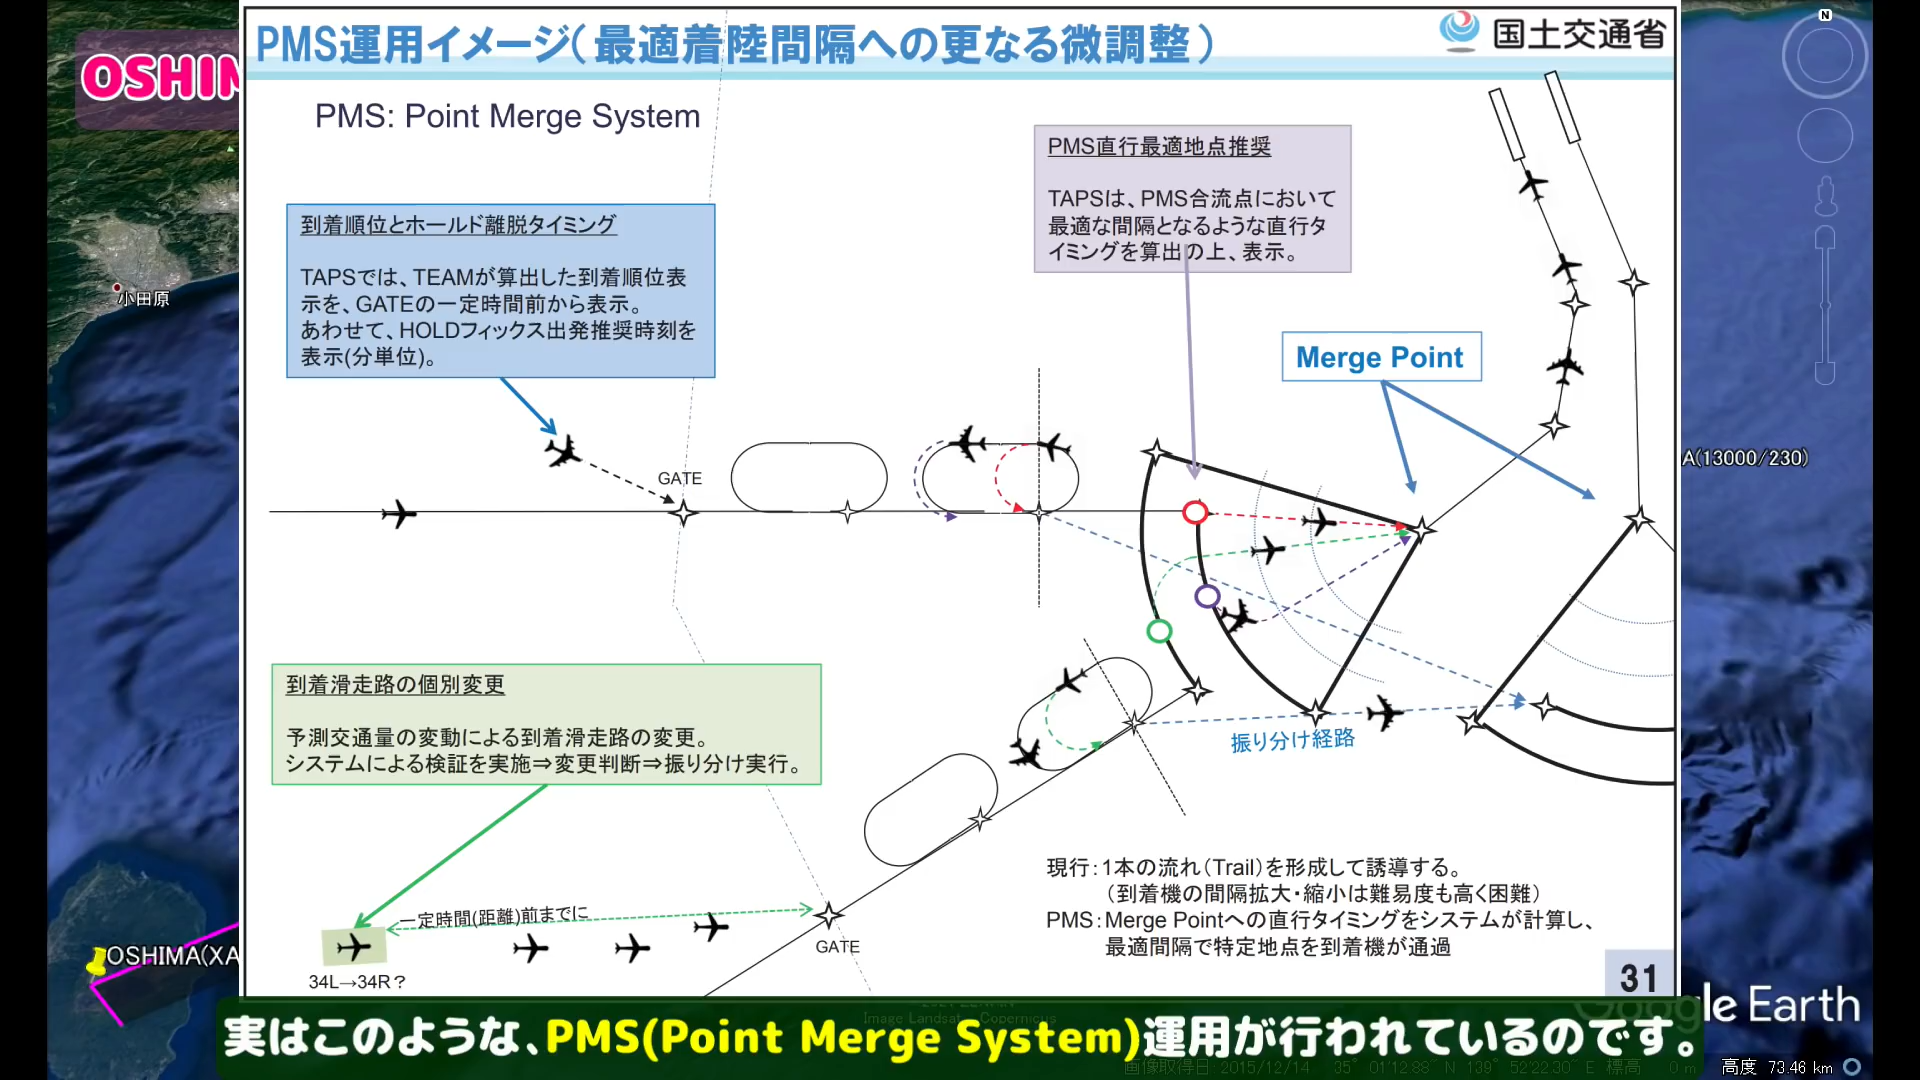 PMS運用イメージ(最適着陸間隔への更なる微調整)
国土交通省
PMS: Point Merge System
PMS直行最適地点推奨
TAPSは、PMS合流点において
最適な間隔となるような直行タ
イミングを算出の上、表示。
到着順位とホールド離脱タイミング
TAPSでは、TEAMが算出した到着順位表
示を、GATEの一定時間前から表示。
あわせて、HOLDフィックス出発推奨時刻を
表示(分単位)。
Merge Point
GATE
到着滑走路の個別変更
予測交通量の変動による到着滑走路の変更。
システムによる検証を実施⇒変更判断⇒振り分け実行。
振り分け経路
一定時間(距離)前までに
GATE
34L→34R？
現行：1本の流れ(Trail)を形成して誘導する。
(到着機の間隔拡大・縮小は難易度も高く困難)
PMS：Merge Pointへの直行タイミングをシステムが計算し、
最適間隔で特定地点を到着機が通過
31
OSHIM
小田原
A(13000/230)
OSHIMA(XA
N
Google Earth
Image Landsat / Copernicus
実はこのような、PMS(Point Merge System)運用が行われているのです。
画像取得日: 2015/12/14
高度 73.46 km